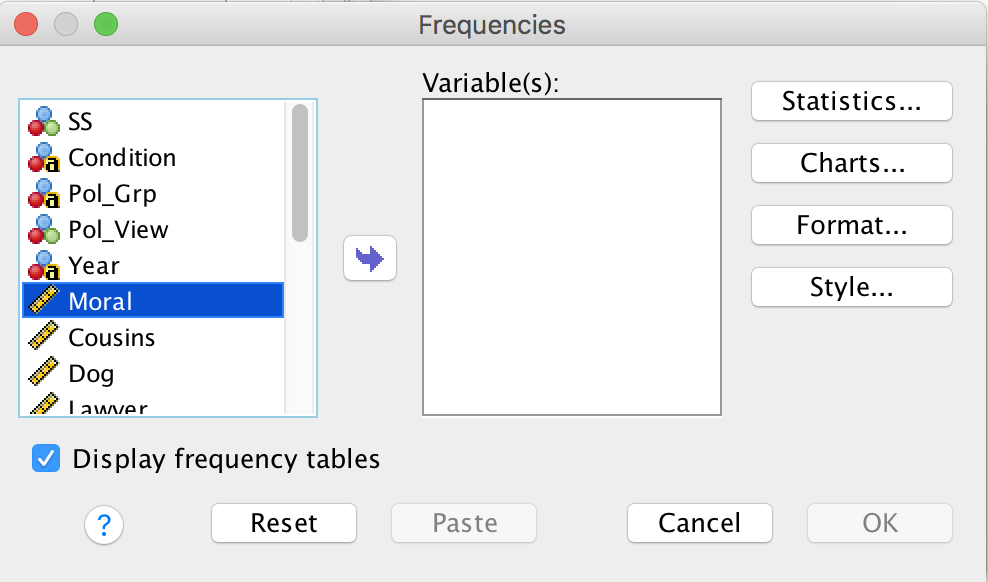 Frequencies
SS
Condition
Pol_Grp
Pol_View
Year
Moral
Cousins
Dog
Lawyer
Variable(s):
Statistics...
Charts...
Format...
Style...
Display frequency tables
?
Reset
Paste
Cancel
OK